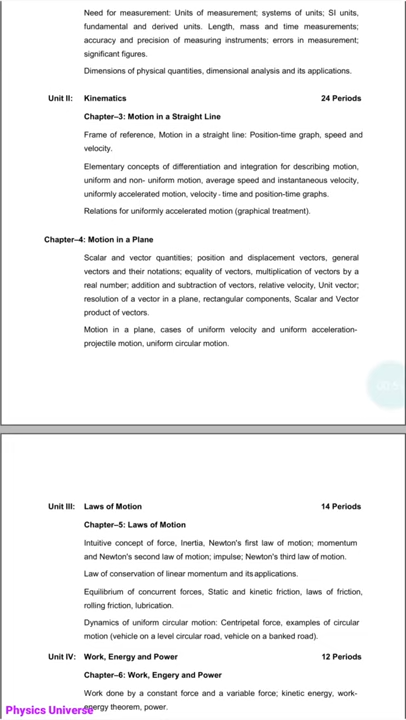 Need for measurement: Units of measurement; systems of units; SI units,
fundamental and derived units. Length, mass and time measurements;
accuracy and precision of measuring instruments; errors in measurement;
significant figures.
Dimensions of physical quantities, dimensional analysis and its applications.
Unit II: Kinematics 24 Periods
Chapter–3: Motion in a Straight Line
Frame of reference, Motion in a straight line: Position-time graph, speed and
velocity.
Elementary concepts of differentiation and integration for describing motion,
uniform and non- uniform motion, average speed and instantaneous velocity,
uniformly accelerated motion, velocity - time and position-time graphs.
Relations for uniformly accelerated motion (graphical treatment).
Chapter–4: Motion in a Plane
Scalar and vector quantities; position and displacement vectors, general
vectors and their notations; equality of vectors, multiplication of vectors by a
real number; addition and subtraction of vectors, relative velocity, Unit vector;
resolution of a vector in a plane, rectangular components, Scalar and Vector
product of vectors.
Motion in a plane, cases of uniform velocity and uniform acceleration-
projectile motion, uniform circular motion.
Unit III: Laws of Motion 14 Periods
Chapter–5: Laws of Motion
Intuitive concept of force, Inertia, Newton's first law of motion; momentum
and Newton's second law of motion; impulse; Newton's third law of motion.
Law of conservation of linear momentum and its applications.
Equilibrium of concurrent forces, Static and kinetic friction, laws of friction,
rolling friction, lubrication.
Dynamics of uniform circular motion: Centripetal force, examples of circular
motion (vehicle on a level circular road, vehicle on a banked road).
Unit IV: Work, Energy and Power 12 Periods
Chapter–6: Work, Engery and Power
Work done by a constant force and a variable force; kinetic energy, work-
energy theorem, power.
Physics Universe